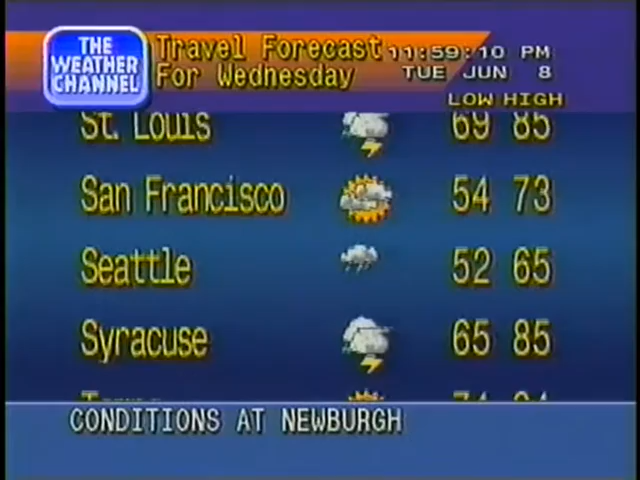 THE
WEATHER
CHANNEL
Travel Forecast 11:59:10 PM
For Wednesday TUE JUN 8
LOW HIGH
St. Louis 69 85
San Francisco 54 73
Seattle 52 65
Syracuse 65 85
CONDITIONS AT NEWBURGH